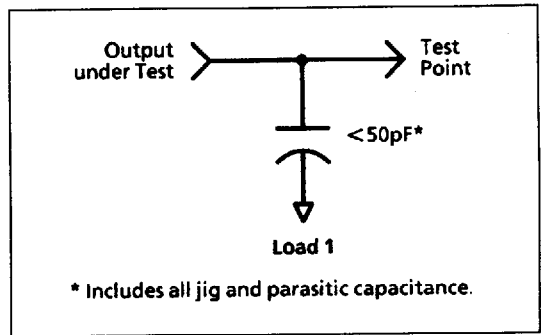 Output
under Test
Test
Point
<50pF*
Load 1
* Includes all jig and parasitic capacitance.